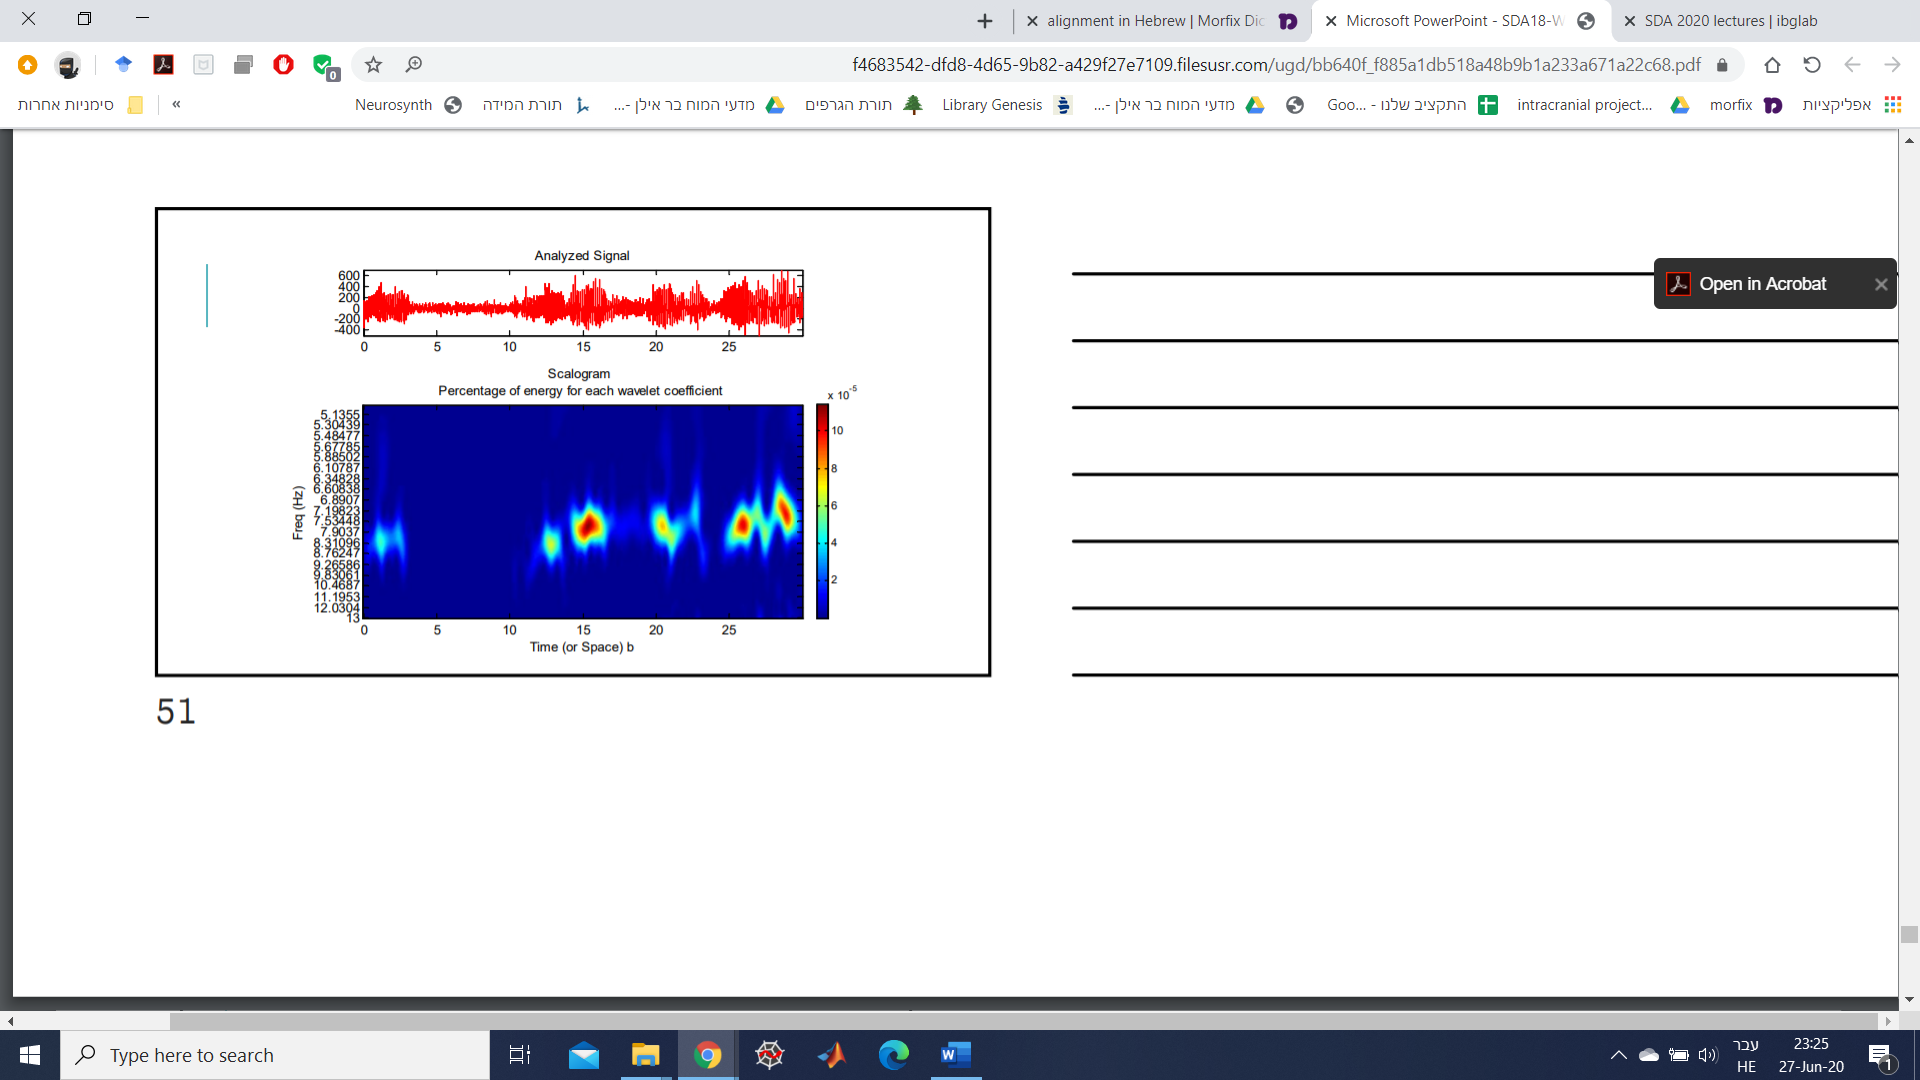 alignment in Hebrew | Morfix Dic
Microsoft PowerPoint - SDA18-W
SDA 2020 lectures | ibglab
0
f4683542-dfd8-4d65-9b82-a429f27e7109.filesusr.com/ugd/bb640f_f885a1db518a48b9b1a233a671a22c68.pdf
סימניות אחרות
«
Neurosynth
תורת המידה
מדעי המוח בר אילן -...
תורת הגרפים
Library Genesis
מדעי המוח בר אילן -...
התקציב שלנו - Goo...
intracranial project...
morfix
אפליקציות
Open in Acrobat
Analyzed Signal
600
400
200
0
-200
-400
0 5 10 15 20 25
Scalogram
Percentage of energy for each wavelet coefficient
x 10-5
Freq (Hz)
5.1355
5.30439
5.48477
5.67785
5.88502
6.10787
6.34828
6.60838
6.8907
7.19823
7.53448
7.9037
8.31096
8.76247
9.26586
9.83061
10.4687
11.1953
12.0304
13
10
8
6
4
2
0 5 10 15 20 25
Time (or Space) b
51
Type here to search
עבר
HE
23:25
27-Jun-20
1